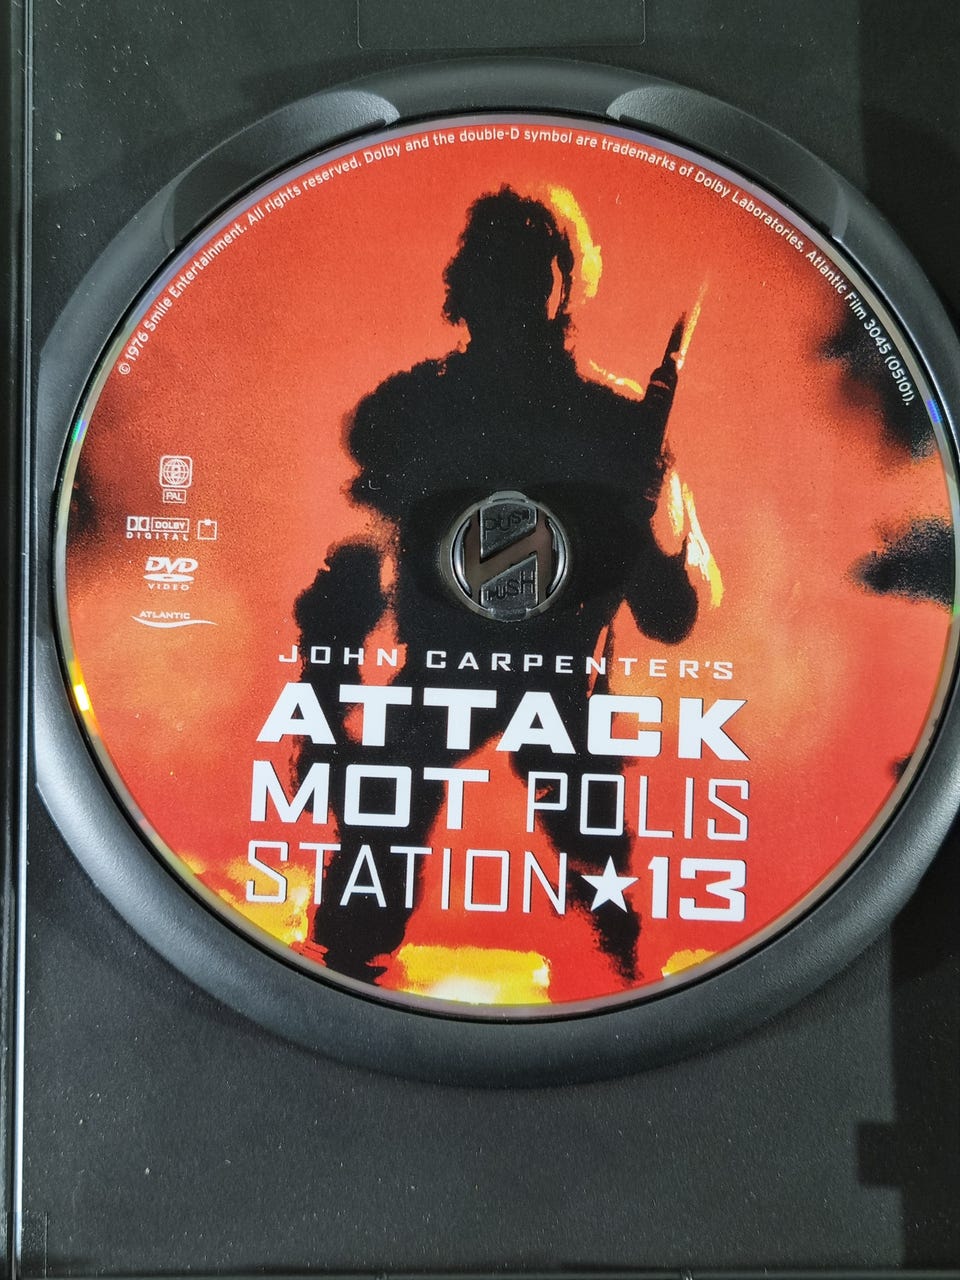 © 1976 Smile Entertainment. All rights reserved. Dolby and the double-D symbol are trademarks of Dolby Laboratories. Atlantic Film 3045 (05101).
PAL
DOLBY
DIGITAL
DVD
VIDEO
ATLANTIC
PUSH
PUSH
JOHN CARPENTER'S
ATTACK
MOT POLIS
STATION★13